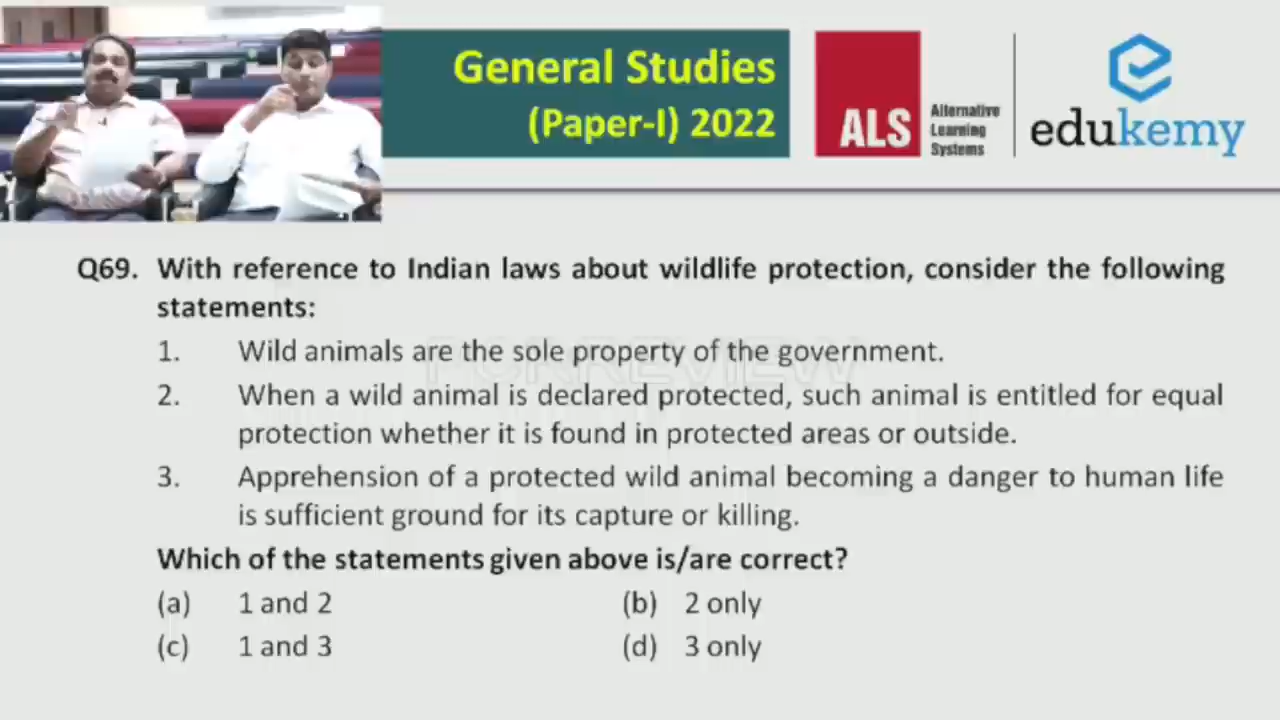 General Studies
(Paper-I) 2022
ALS
Alternative
Learning
Systems
edukemy
Q69. With reference to Indian laws about wildlife protection, consider the following
statements:
1. Wild animals are the sole property of the government.
2. When a wild animal is declared protected, such animal is entitled for equal
protection whether it is found in protected areas or outside.
3. Apprehension of a protected wild animal becoming a danger to human life
is sufficient ground for its capture or killing.
Which of the statements given above is/are correct?
(a) 1 and 2 (b) 2 only
(c) 1 and 3 (d) 3 only
FOR REVIEW